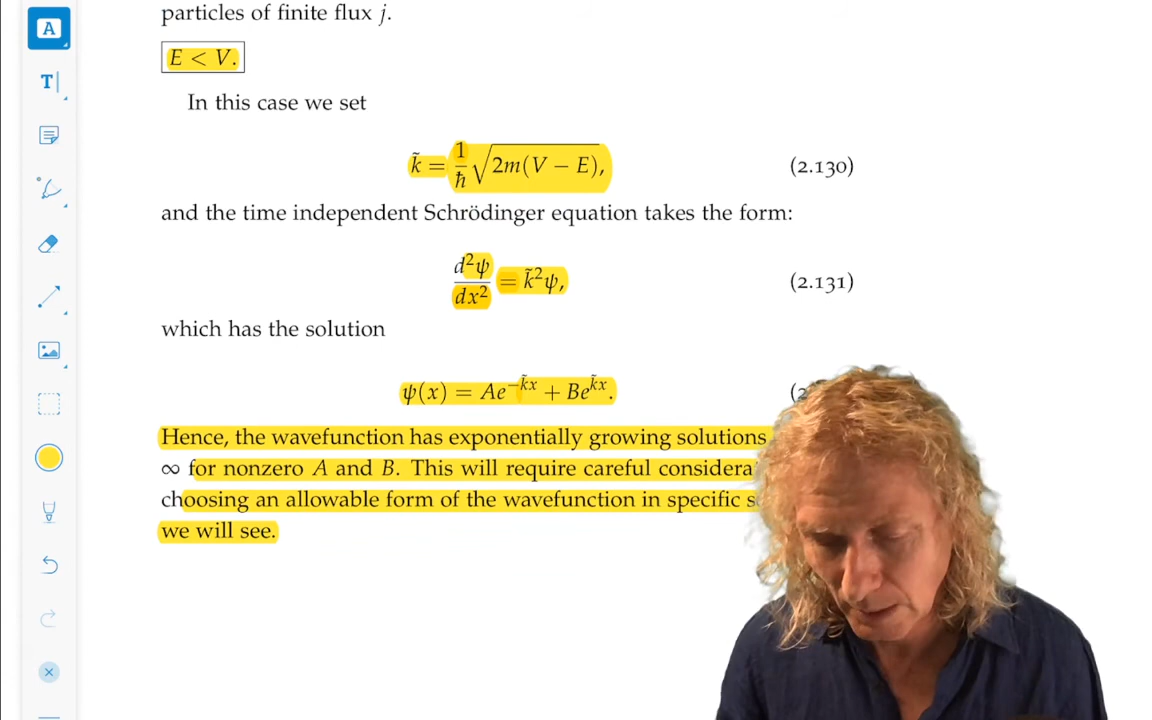 particles of finite flux j.
E < V.
In this case we set
k̃ = 1/ħ √2m(V − E), (2.130)
and the time independent Schrödinger equation takes the form:
d²ψ/dx² = k̃²ψ, (2.131)
which has the solution
ψ(x) = Ae^{−k̃x} + Be^{k̃x}. (2
Hence, the wavefunction has exponentially growing solutions
∞ for nonzero A and B. This will require careful considera
choosing an allowable form of the wavefunction in specific s
we will see.
A
T